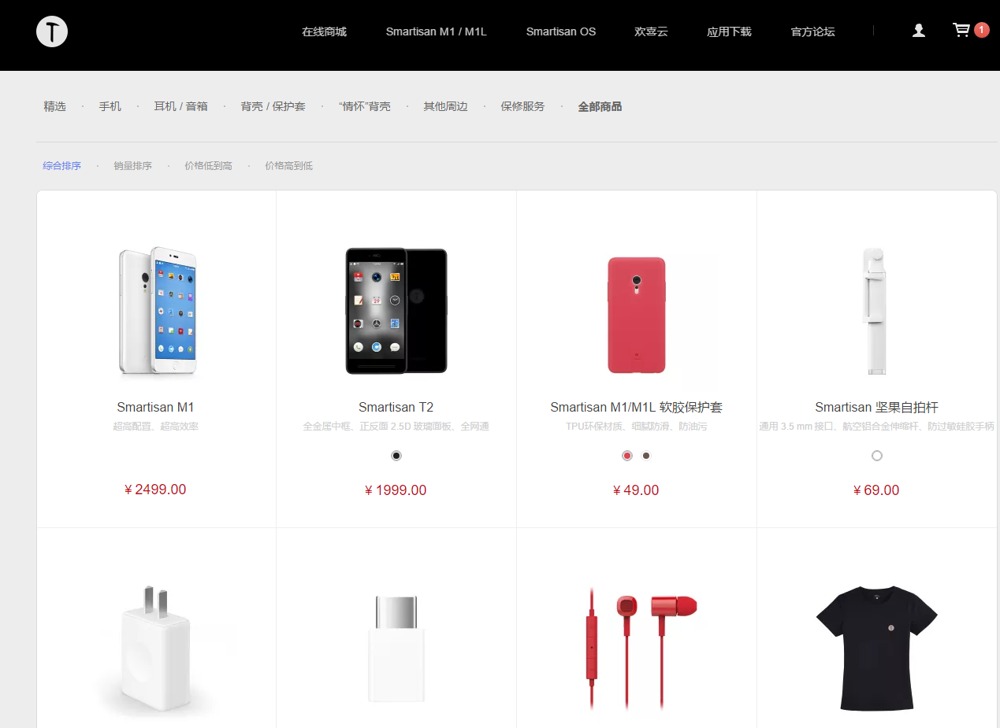 在线商城 Smartisan M1 / M1L Smartisan OS 欢喜云 应用下载 官方论坛 1
精选 · 手机 · 耳机 / 音箱 · 背壳 / 保护套 · “情怀”背壳 · 其他周边 · 保修服务 · 全部商品
综合排序 · 销量排序 · 价格低到高 · 价格高到低
Smartisan M1
超高配置、超高效率
¥ 2499.00
Smartisan T2
全金属中框、正反面 2.5D 玻璃面板、全网通
¥ 1999.00
Smartisan M1/M1L 软胶保护套
TPU环保材质、细腻防滑、防油污
¥ 49.00
Smartisan 坚果自拍杆
通用 3.5 mm 接口、航空铝合金伸缩杆、防过敏硅胶手柄
¥ 69.00